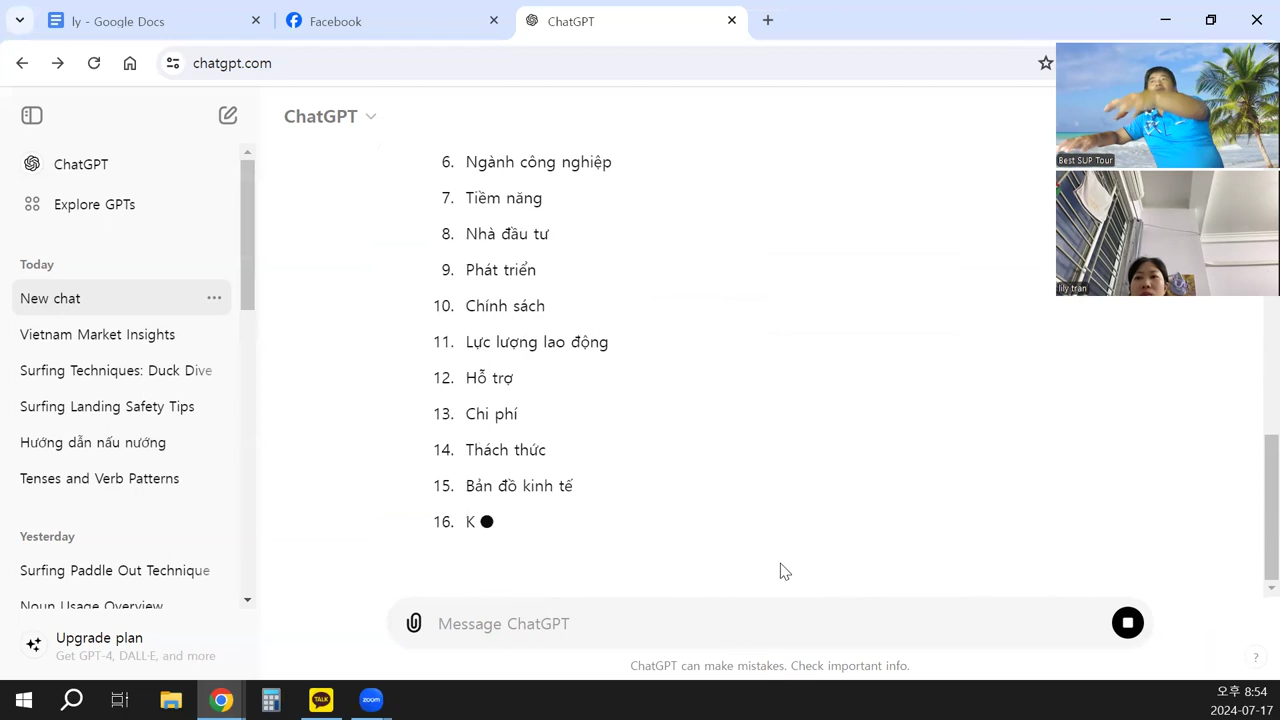 ly - Google Docs
Facebook
ChatGPT
chatgpt.com
ChatGPT
Best SUP Tour
lily tran
ChatGPT
Explore GPTs
Today
New chat
Vietnam Market Insights
Surfing Techniques: Duck Dive
Surfing Landing Safety Tips
Hướng dẫn nấu nướng
Tenses and Verb Patterns
Yesterday
Surfing Paddle Out Technique
Noun Usage Overview
Upgrade plan
Get GPT-4, DALL·E, and more
6. Ngành công nghiệp
7. Tiềm năng
8. Nhà đầu tư
9. Phát triển
10. Chính sách
11. Lực lượng lao động
12. Hỗ trợ
13. Chi phí
14. Thách thức
15. Bản đồ kinh tế
16. K
Message ChatGPT
ChatGPT can make mistakes. Check important info.
?
TALK
zoom
오후 8:54
2024-07-17